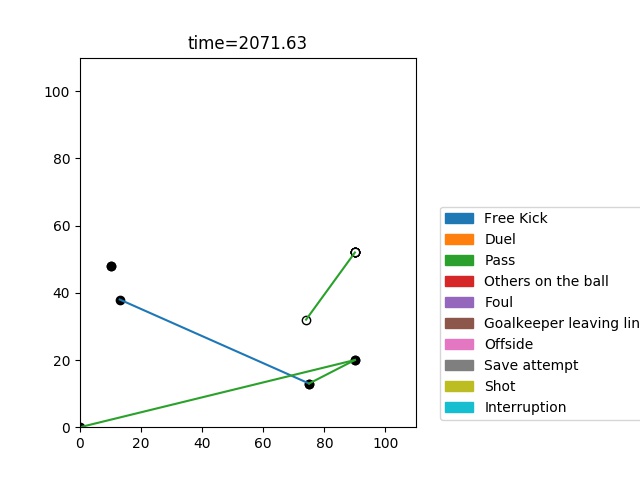 time=2071.63
100
80
60
40
20
0
0 20 40 60 80 100
Free Kick
Duel
Pass
Others on the ball
Foul
Goalkeeper leaving lin
Offside
Save attempt
Shot
Interruption